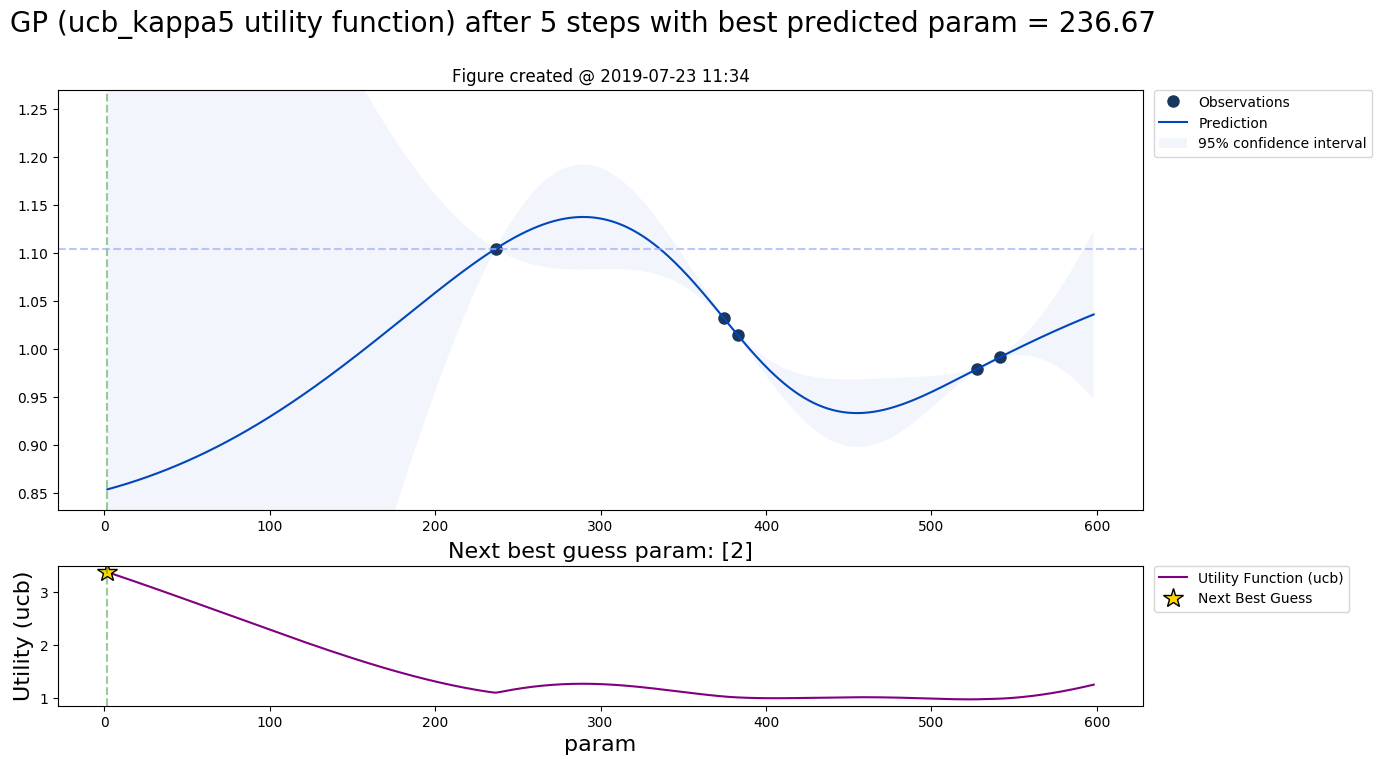 GP (ucb_kappa5 utility function) after 5 steps with best predicted param = 236.67
Figure created @ 2019-07-23 11:34
1.25
1.20
1.15
1.10
1.05
1.00
0.95
0.90
0.85
0
100
200
300
400
500
600
Observations
Prediction
95% confidence interval
Next best guess param: [2]
Utility (ucb)
3
2
1
0
100
200
300
400
500
600
param
Utility Function (ucb)
Next Best Guess